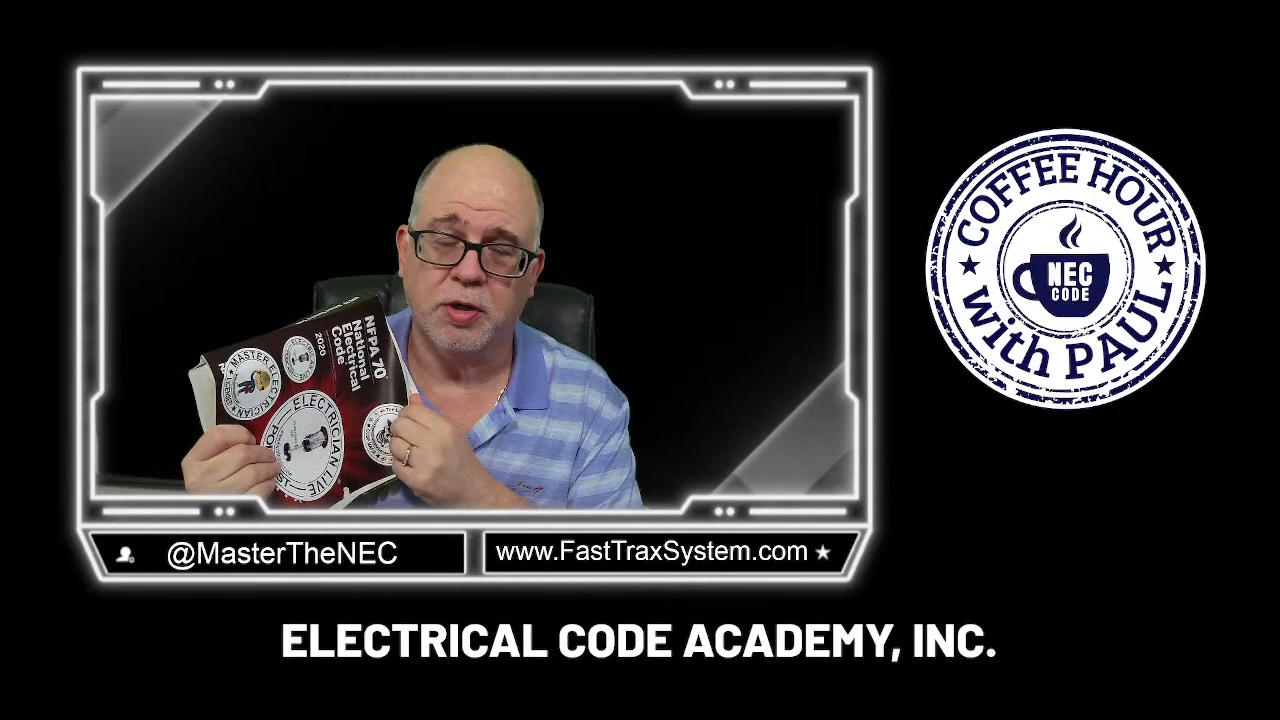 COFFEE HOUR
NEC
CODE
with PAUL
NFPA 70
National
Electrical
Code
2020
MASTER ELECTRICIAN
ELECTRICIAN LIVE
@MasterTheNEC
www.FastTraxSystem.com
ELECTRICAL CODE ACADEMY, INC.